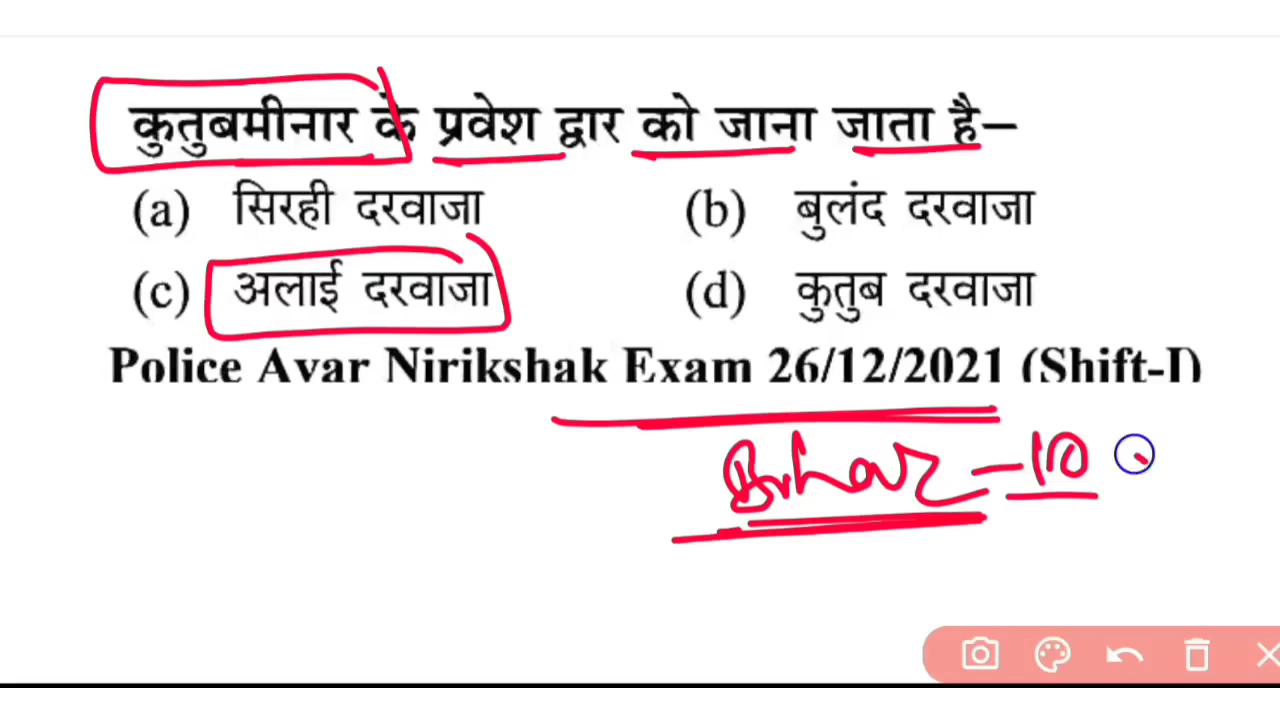 कुतुबमीनार के प्रवेश द्वार को जाना जाता है–
(a) सिरही दरवाजा (b) बुलंद दरवाजा
(c) अलाई दरवाजा (d) कुतुब दरवाजा
Police Avar Nirikshak Exam 26/12/2021 (Shift-I)
Bihar – 10